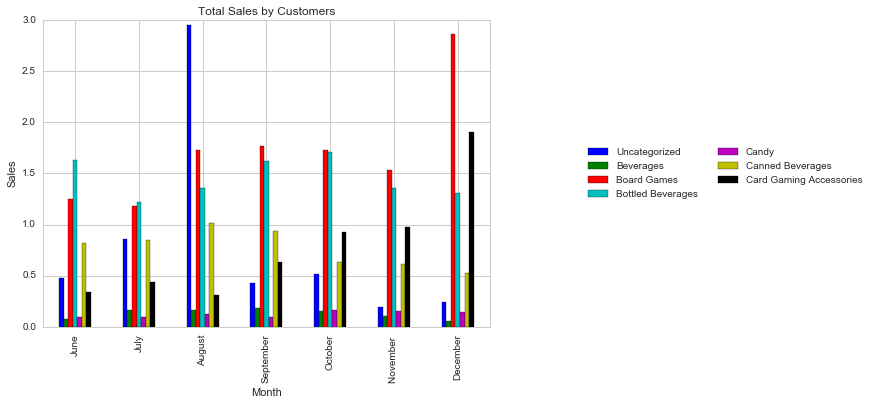 Total Sales by Customers
3.0
2.5
2.0
1.5
1.0
0.5
0.0
Sales
June
July
August
September
October
November
December
Month
Uncategorized
Beverages
Board Games
Bottled Beverages
Candy
Canned Beverages
Card Gaming Accessories